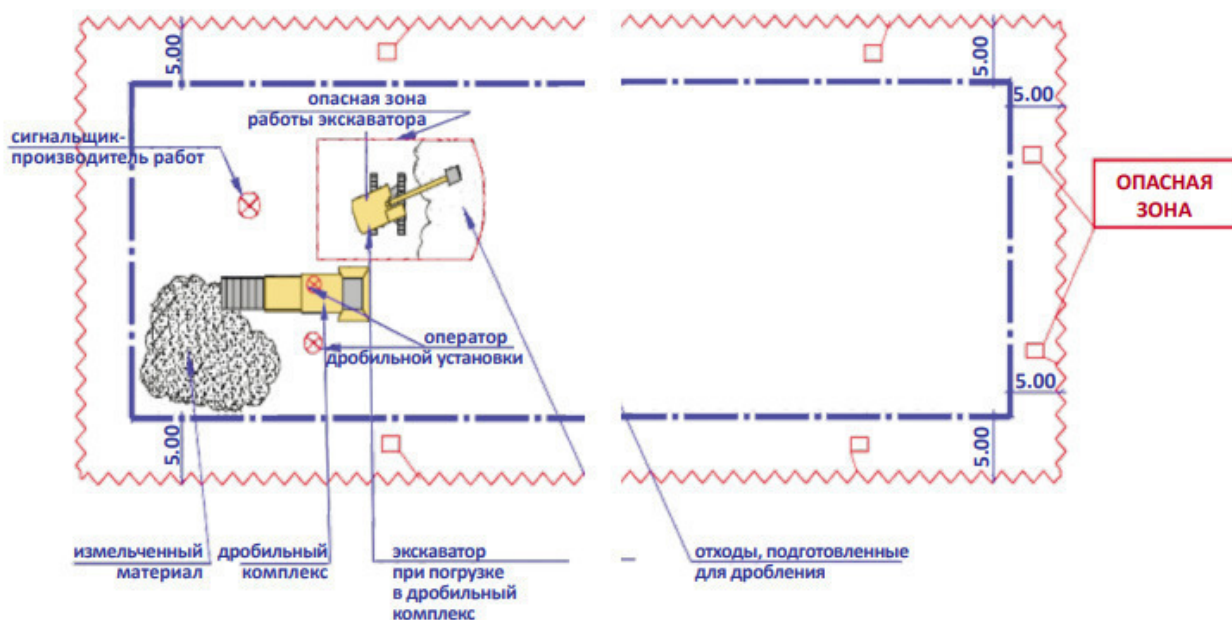 5.00
5.00
5.00
опасная зона
работы экскаватора
сигнальщик-
производитель работ
ОПАСНАЯ
ЗОНА
оператор
дробильной установки
5.00
5.00
5.00
измельченный
материал
дробильный
комплекс
экскаватор
при погрузке
в дробильный
комплекс
отходы, подготовленные
для дробления